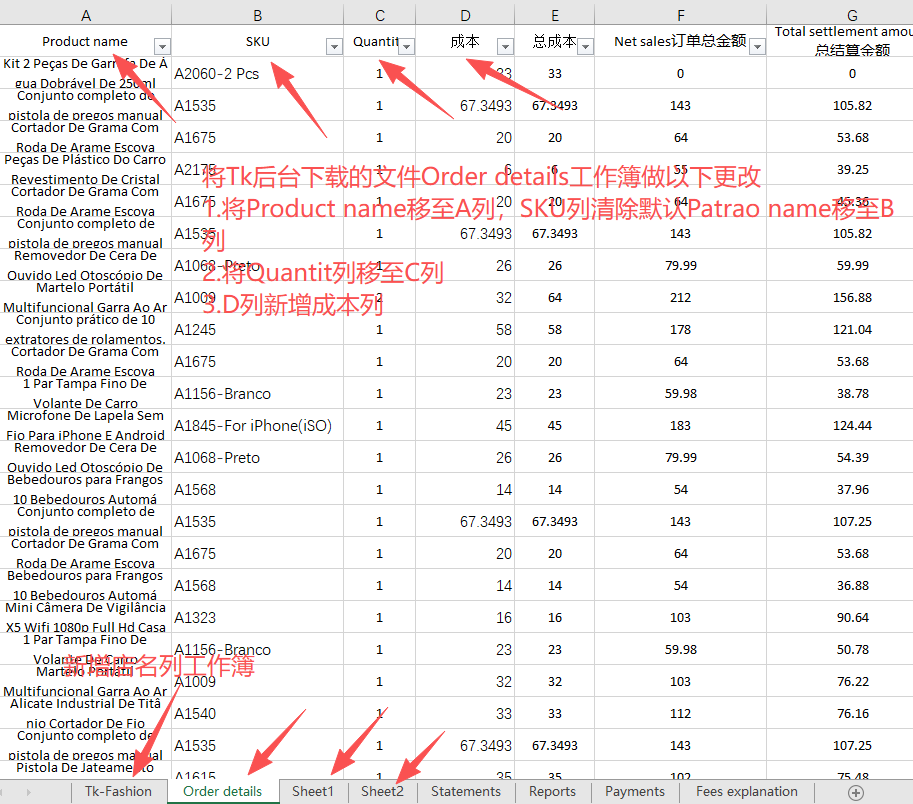 A B C D E F G
Product name SKU Quantit 成本 总成本 Net sales订单总金额 Total settlement amou
总结算金额
Kit 2 Peças De Garrafa De Á
gua Dobrável De 250ml A2060-2 Pcs 1 33 33 0 0
Conjunto completo de
pistola de pregos manual A1535 1 67.3493 67.3493 143 105.82
Cortador De Grama Com
Roda De Arame Escova A1675 1 20 20 64 53.68
Peças De Plástico Do Carro
Revestimento De Cristal A2175 1 6 6 55 39.25
Cortador De Grama Com
Roda De Arame Escova A1675 1 20 20 64 45.36
Conjunto completo de
pistola de pregos manual A1535 1 67.3493 67.3493 143 105.82
Removedor De Cera De
Ouvido Led Otoscópio De A1068-Preto 1 26 26 79.99 59.99
Martelo Portátil
Multifuncional Garra Ao Ar A1009 2 32 64 212 156.88
Conjunto prático de 10
extratores de rolamentos. A1245 1 58 58 178 121.04
Cortador De Grama Com
Roda De Arame Escova A1675 1 20 20 64 53.68
1 Par Tampa Fino De
Volante De Carro A1156-Branco 1 23 23 59.98 38.78
Microfone De Lapela Sem
Fio Para iPhone E Android A1845-For iPhone(iSO) 1 45 45 183 124.44
Removedor De Cera De
Ouvido Led Otoscópio De A1068-Preto 1 26 26 79.99 54.39
Bebedouros para Frangos
10 Bebedouros Automá A1568 1 14 14 54 37.96
Conjunto completo de
pistola de pregos manual A1535 1 67.3493 67.3493 143 107.25
Cortador De Grama Com
Roda De Arame Escova A1675 1 20 20 64 53.68
Bebedouros para Frangos
10 Bebedouros Automá A1568 1 14 14 54 36.88
Mini Câmera De Vigilância
X5 Wifi 1080p Full Hd Casa A1323 1 16 16 103 90.64
1 Par Tampa Fino De
Volante De Carro A1156-Branco 1 23 23 59.98 50.78
Martelo Portátil
Multifuncional Garra Ao Ar A1009 1 32 32 103 76.22
Alicate Industrial De Titâ
nio Cortador De Fio A1540 1 33 33 112 76.16
Conjunto completo de
pistola de pregos manual A1535 1 67.3493 67.3493 143 107.25
Pistola De Jateamento A1615 1 35 35 102 75.48
将Tk后台下载的文件Order details工作簿做以下更改
1.将Product name移至A列，SKU列清除默认Patrao name移至B
列
2.将Quantit列移至C列
3.D列新增成本列
新增店名列工作簿
Tk-Fashion Order details Sheet1 Sheet2 Statements Reports Payments Fees explanation